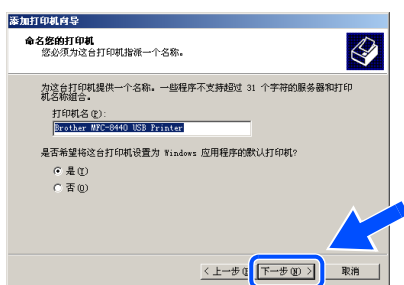 添加打印机向导
命名您的打印机
您必须为这台打印机指派一个名称。
为这台打印机提供一个名称。一些程序不支持超过 31 个字符的服务器和打印
机名称组合。
打印机名(P):
Brother MFC-8440 USB Printer
是否希望将这台打印机设置为 Windows 应用程序的默认打印机?
是(Y)
否(O)
< 上一步(B
下一步(N) >
取消